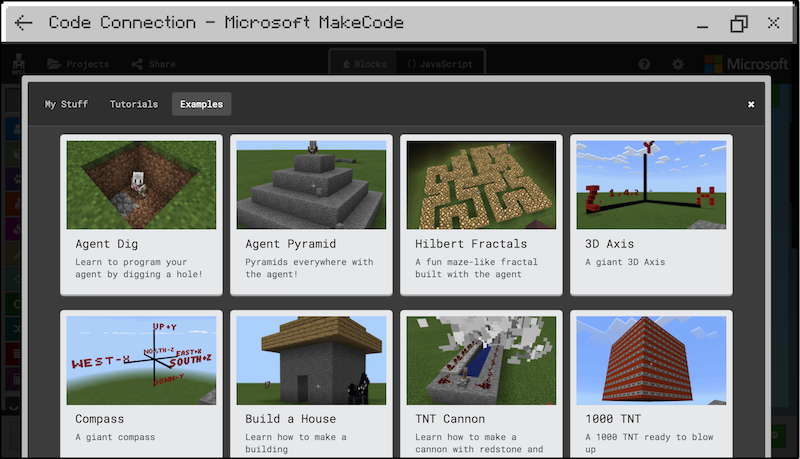 Code Connection - Microsoft MakeCode
Projects Share Blocks {} JavaScript Microsoft
My Stuff Tutorials Examples
Agent Dig
Learn to program your
agent by digging a hole!
Agent Pyramid
Pyramids everywhere with
the agent!
Hilbert Fractals
A fun maze-like fractal
built with the agent
Y
Z 1,4,2 X
3D Axis
A giant 3D Axis
UP+Y
NORTH-Z
WEST-X EAST+X
SOUTH+Z
DOWN-Y
Compass
A giant compass
Build a House
Learn how to make a
building
TNT Cannon
Learn how to make a
cannon with redstone and
1000 TNT
A 1000 TNT ready to blow
up